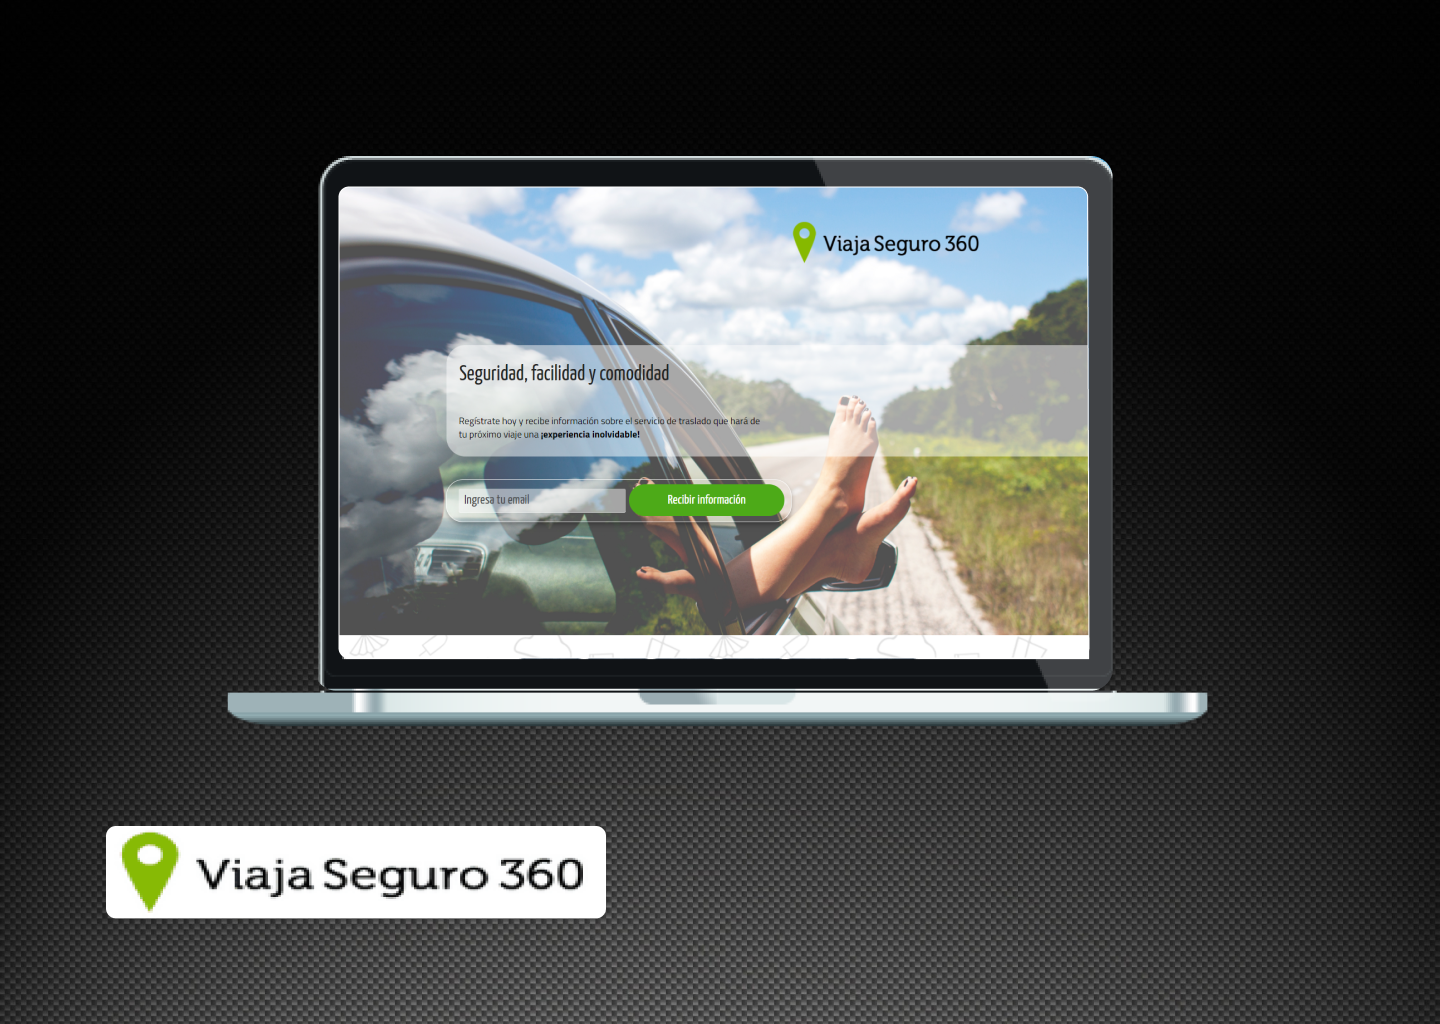 Viaja Seguro 360
Seguridad, facilidad y comodidad
Regístrate hoy y recibe información sobre el servicio de traslado que hará de
tu próximo viaje una ¡experiencia inolvidable!
Ingresa tu email
Recibir información
Viaja Seguro 360